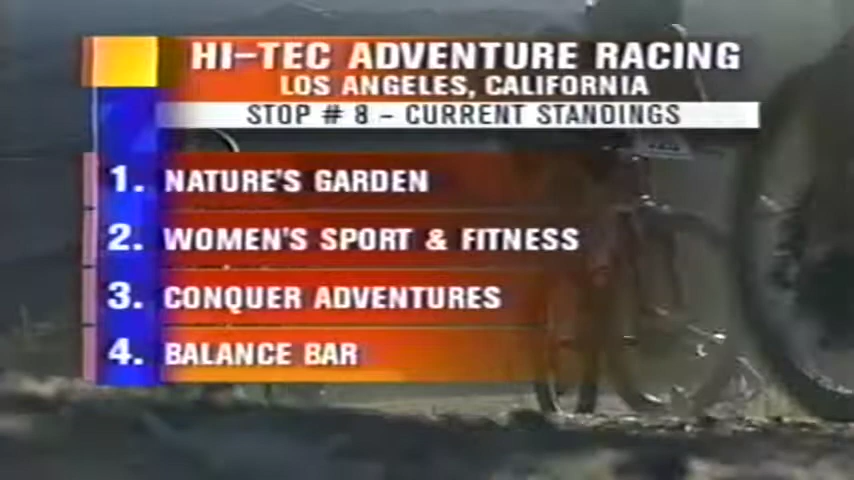 HI-TEC ADVENTURE RACING
LOS ANGELES, CALIFORNIA
STOP # 8 - CURRENT STANDINGS
1. NATURE'S GARDEN
2. WOMEN'S SPORT & FITNESS
3. CONQUER ADVENTURES
4. BALANCE BAR